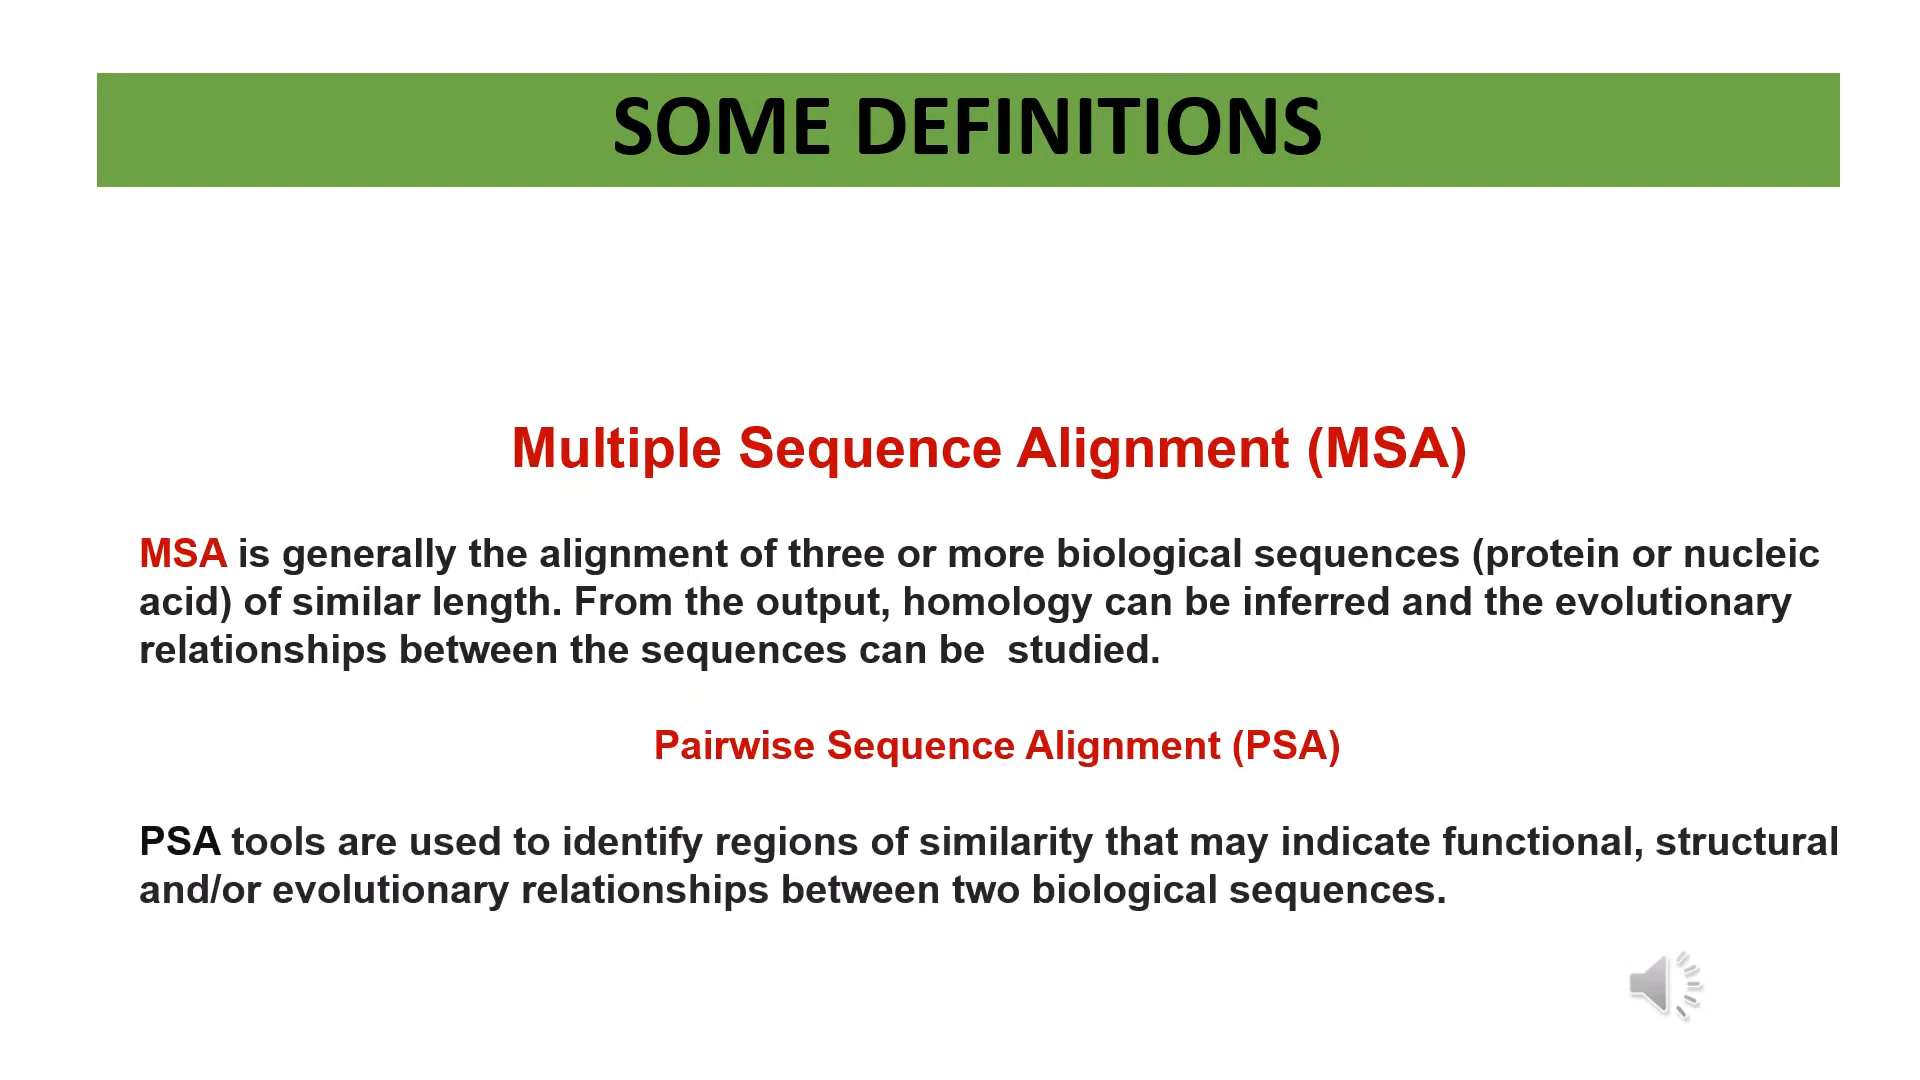 SOME DEFINITIONS
Multiple Sequence Alignment (MSA)
MSA is generally the alignment of three or more biological sequences (protein or nucleic
acid) of similar length. From the output, homology can be inferred and the evolutionary
relationships between the sequences can be  studied.
Pairwise Sequence Alignment (PSA)
PSA tools are used to identify regions of similarity that may indicate functional, structural
and/or evolutionary relationships between two biological sequences.